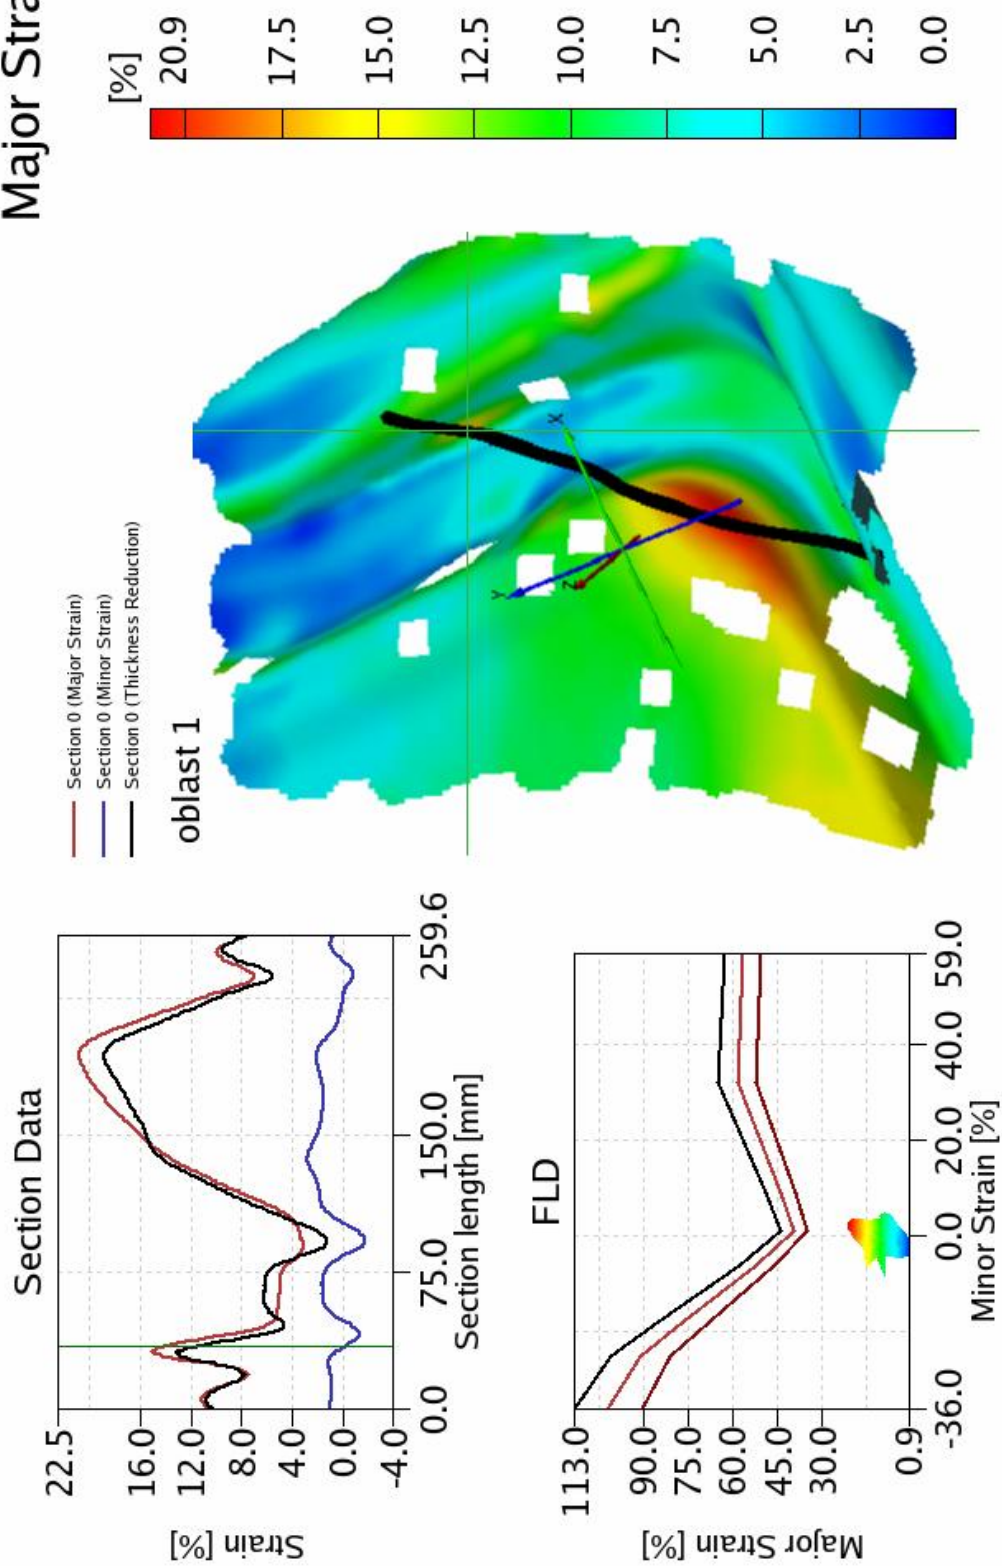 Major Stra
Section Data
22.5
16.0
12.0
8.0
4.0
0.0
-4.0
Strain [%]
0.0
75.0
150.0
259.6
Section length [mm]
Section 0 (Major Strain)
Section 0 (Minor Strain)
Section 0 (Thickness Reduction)
oblast 1
X
Y
Z
[%]
20.9
17.5
15.0
12.5
10.0
7.5
5.0
2.5
0.0
FLD
113.0
90.0
75.0
60.0
45.0
30.0
0.9
Major Strain [%]
-36.0
0.0
20.0
40.0
59.0
Minor Strain [%]